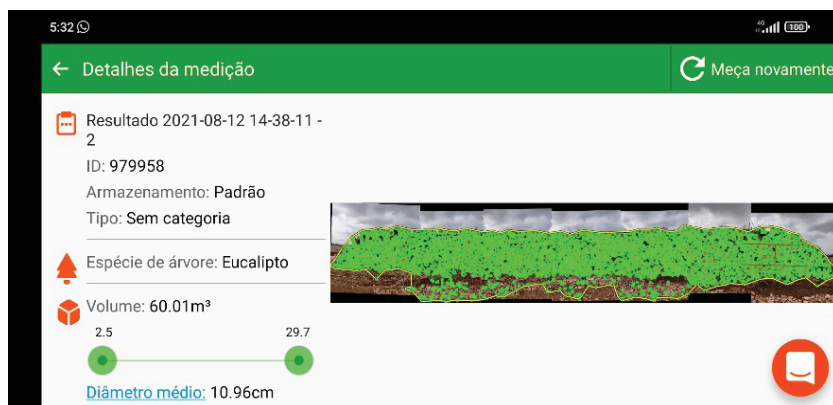 5:32
4G 100
Detalhes da medição
Meça novamente
Resultado 2021-08-12 14-38-11 -
2
ID: 979958
Armazenamento: Padrão
Tipo: Sem categoria
Espécie de árvore: Eucalipto
Volume: 60.01m³
2.5 29.7
Diâmetro médio: 10.96cm